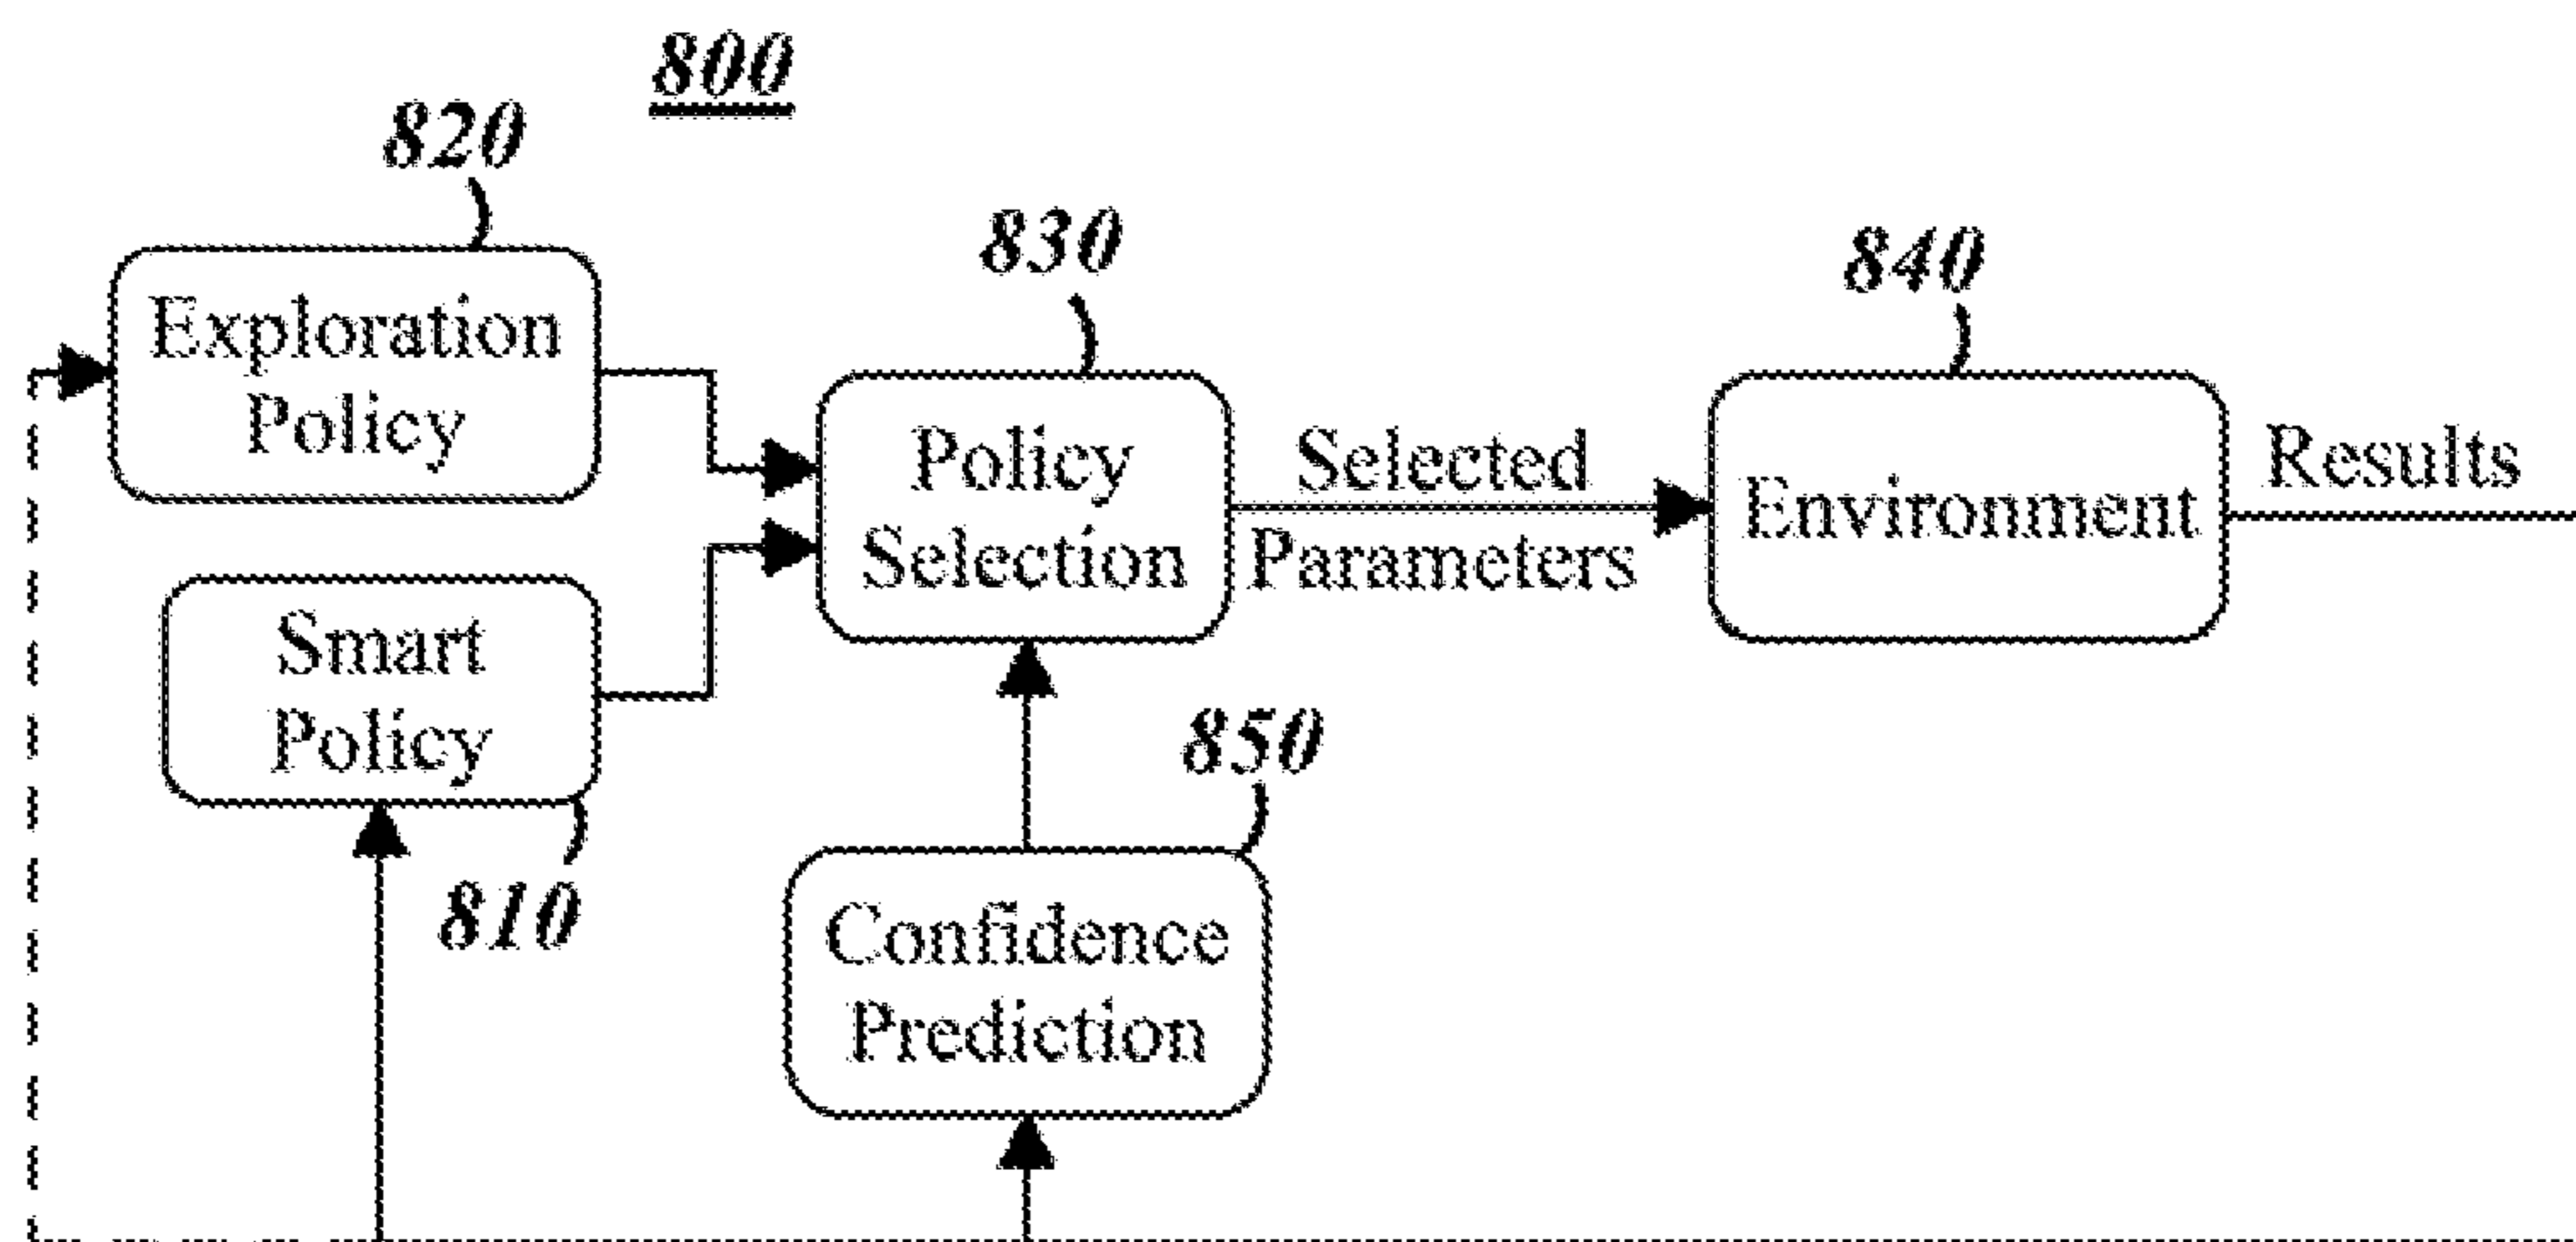 800
820
Exploration
Policy
830
Policy
Selection
Selected
Parameters
840
Environment
Results
Smart
Policy
810
850
Confidence
Prediction